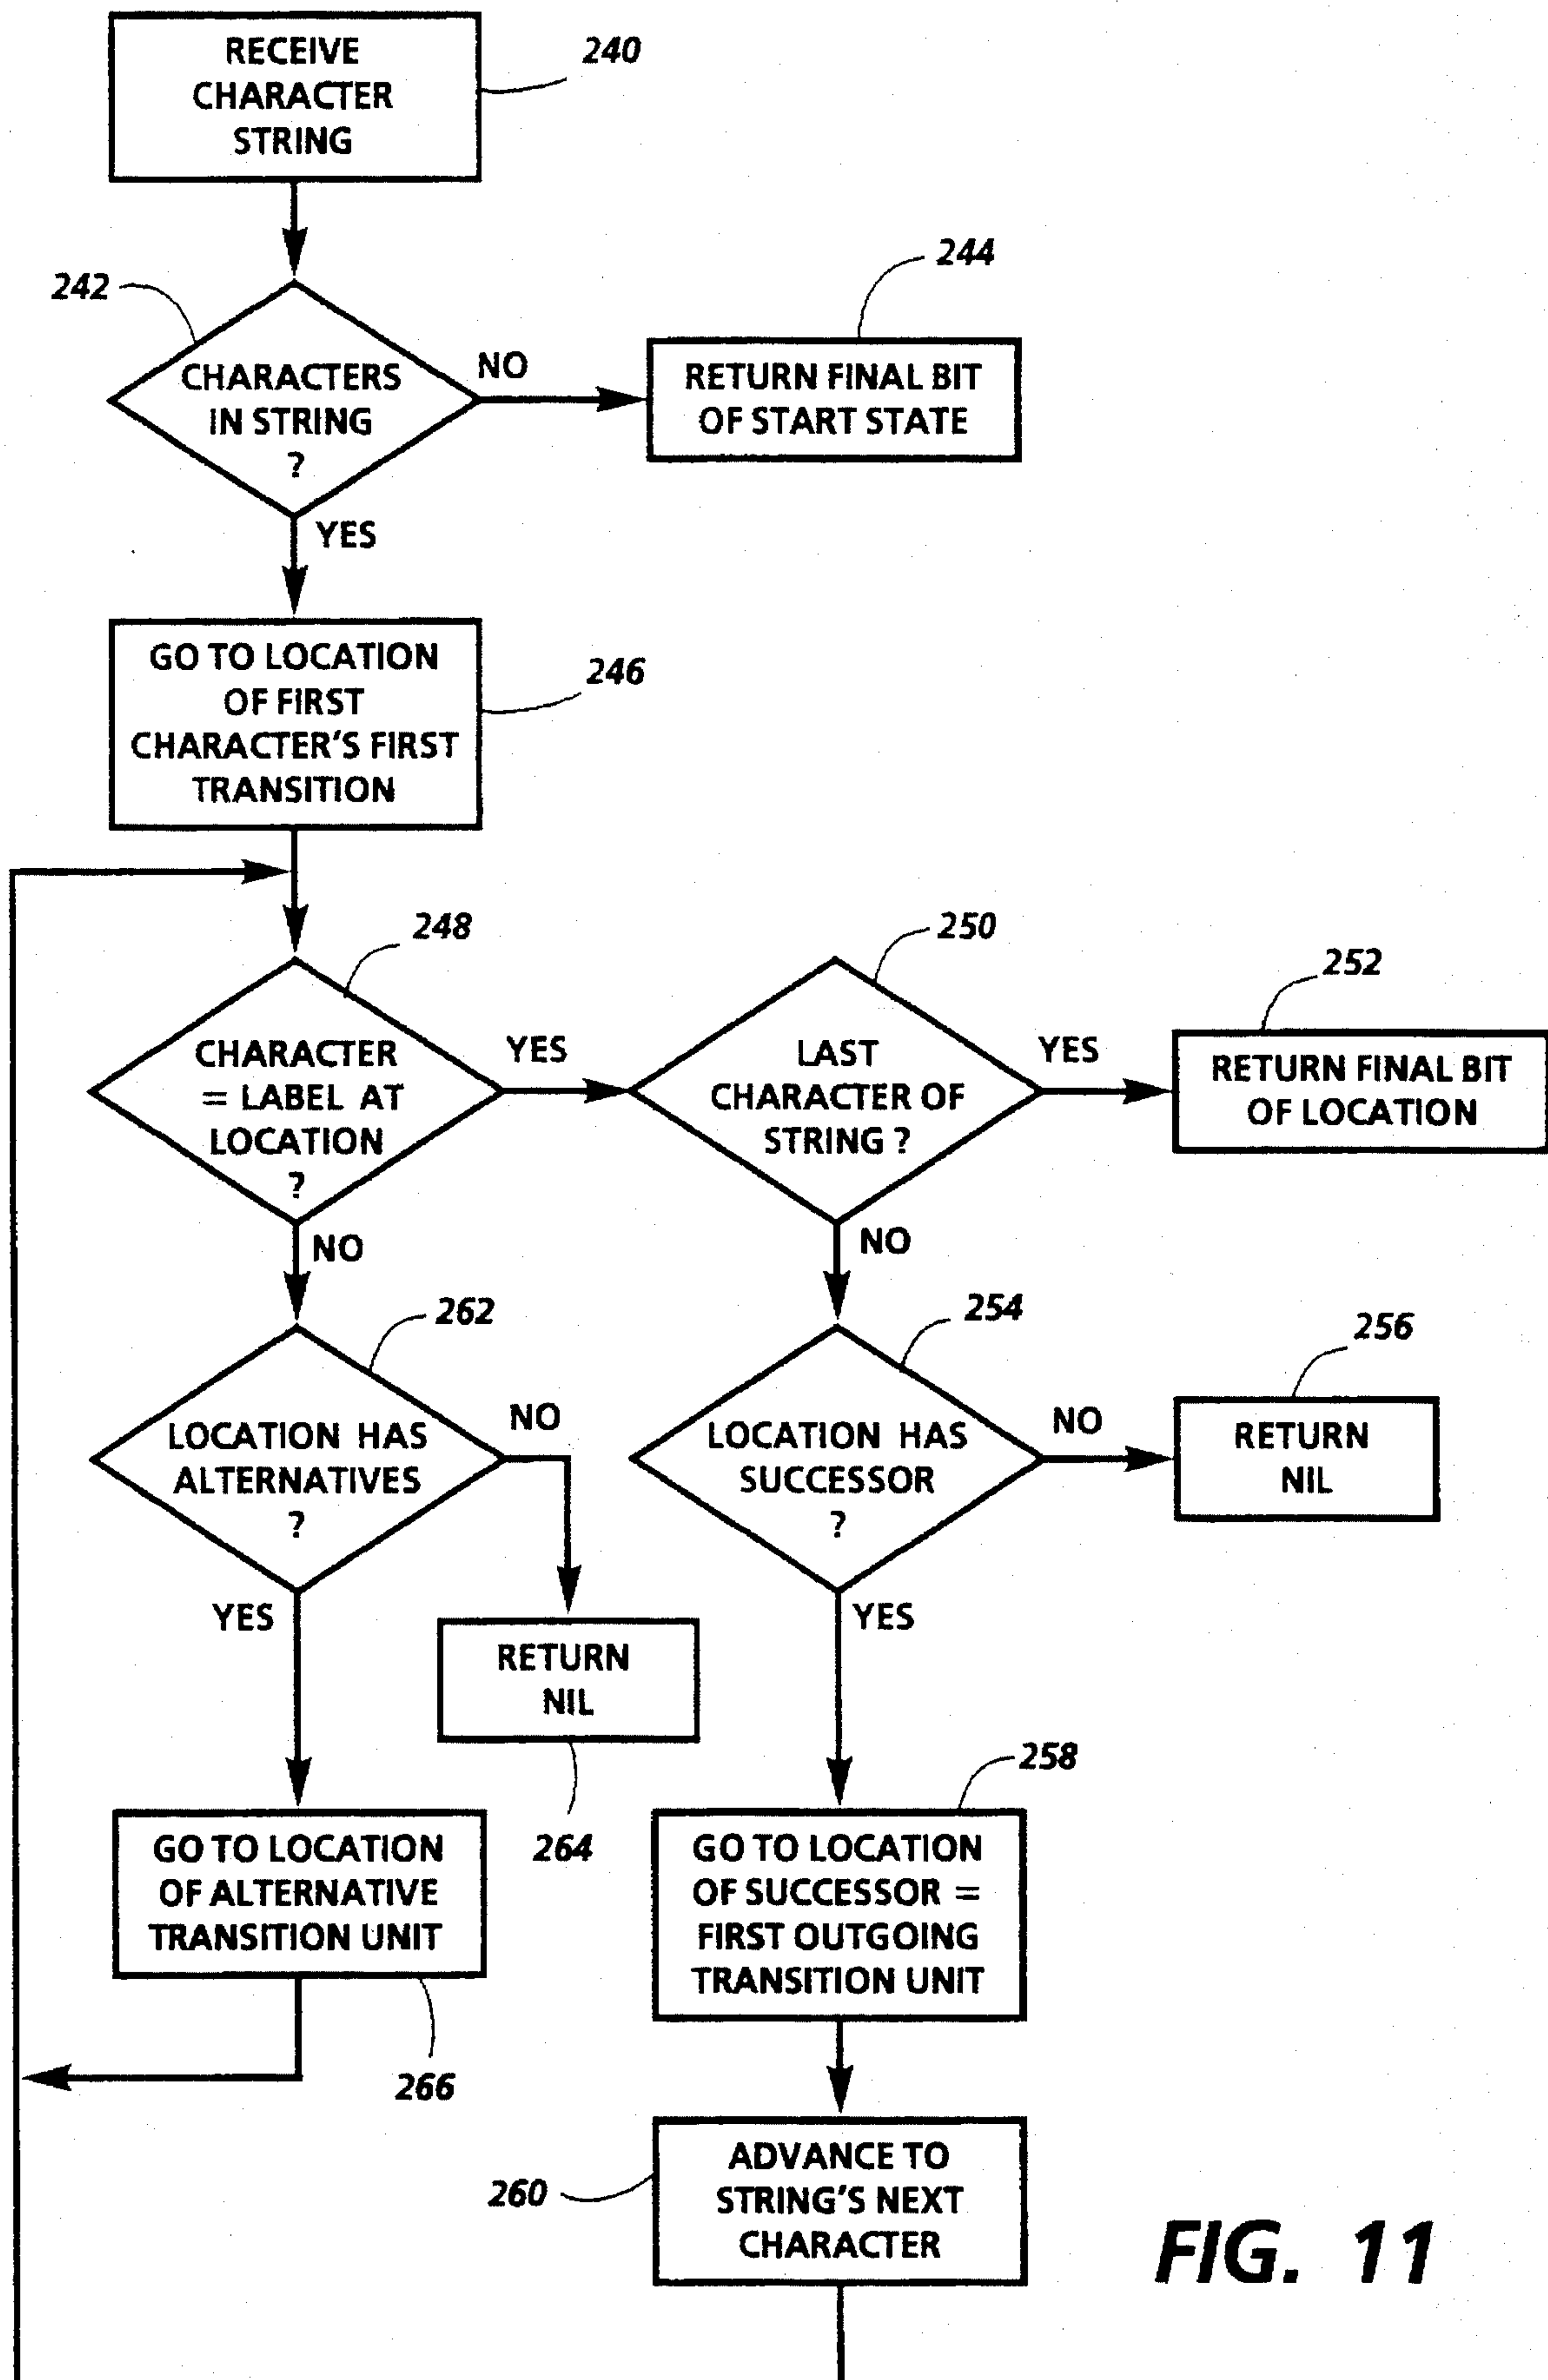 RECEIVE
CHARACTER
STRING
240
242
244
CHARACTERS
IN STRING
?
NO
RETURN FINAL BIT
OF START STATE
YES
GO TO LOCATION
OF FIRST
CHARACTER'S FIRST
TRANSITION
246
248
250
252
CHARACTER
= LABEL AT
LOCATION
?
YES
LAST
CHARACTER OF
STRING ?
YES
RETURN FINAL BIT
OF LOCATION
NO
NO
262
254
256
LOCATION HAS
ALTERNATIVES
?
NO
LOCATION HAS
SUCCESSOR
?
NO
RETURN
NIL
YES
RETURN
NIL
264
YES
258
GO TO LOCATION
OF ALTERNATIVE
TRANSITION UNIT
266
GO TO LOCATION
OF SUCCESSOR =
FIRST OUTGOING
TRANSITION UNIT
260
ADVANCE TO
STRING'S NEXT
CHARACTER
FIG. 11